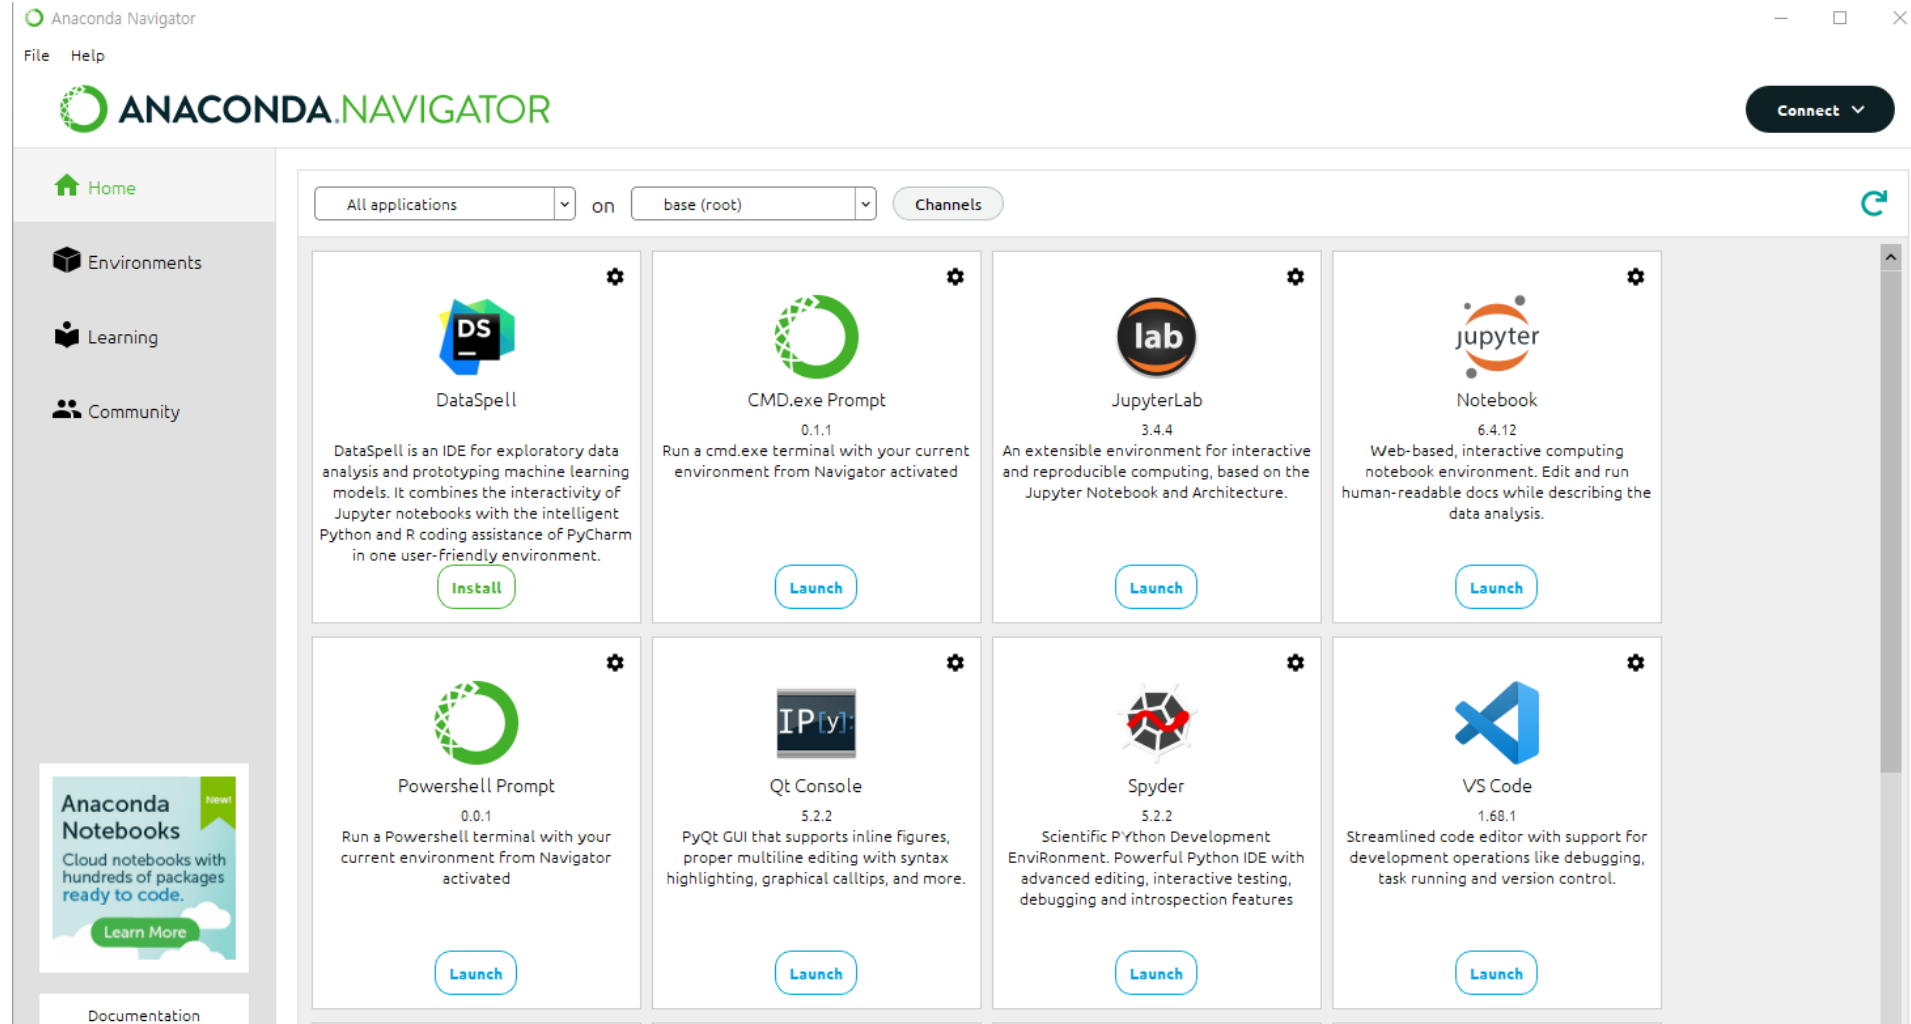 Anaconda Navigator
File Help
ANACONDA.NAVIGATOR
Connect
Home
Environments
Learning
Community
All applications on base (root) Channels
DS
DataSpell
DataSpell is an IDE for exploratory data
analysis and prototyping machine learning
models. It combines the interactivity of
Jupyter notebooks with the intelligent
Python and R coding assistance of PyCharm
in one user-friendly environment.
Install
CMD.exe Prompt
0.1.1
Run a cmd.exe terminal with your current
environment from Navigator activated
Launch
lab
JupyterLab
3.4.4
An extensible environment for interactive
and reproducible computing, based on the
Jupyter Notebook and Architecture.
Launch
jupyter
Notebook
6.4.12
Web-based, interactive computing
notebook environment. Edit and run
human-readable docs while describing the
data analysis.
Launch
Powershell Prompt
0.0.1
Run a Powershell terminal with your
current environment from Navigator
activated
Launch
IP[y]:
Qt Console
5.2.2
PyQt GUI that supports inline figures,
proper multiline editing with syntax
highlighting, graphical calltips, and more.
Launch
Spyder
5.2.2
Scientific PYthon Development
EnviRonment. Powerful Python IDE with
advanced editing, interactive testing,
debugging and introspection features
Launch
VS Code
1.68.1
Streamlined code editor with support for
development operations like debugging,
task running and version control.
Launch
Anaconda
Notebooks
New!
Cloud notebooks with
hundreds of packages
ready to code.
Learn More
Documentation